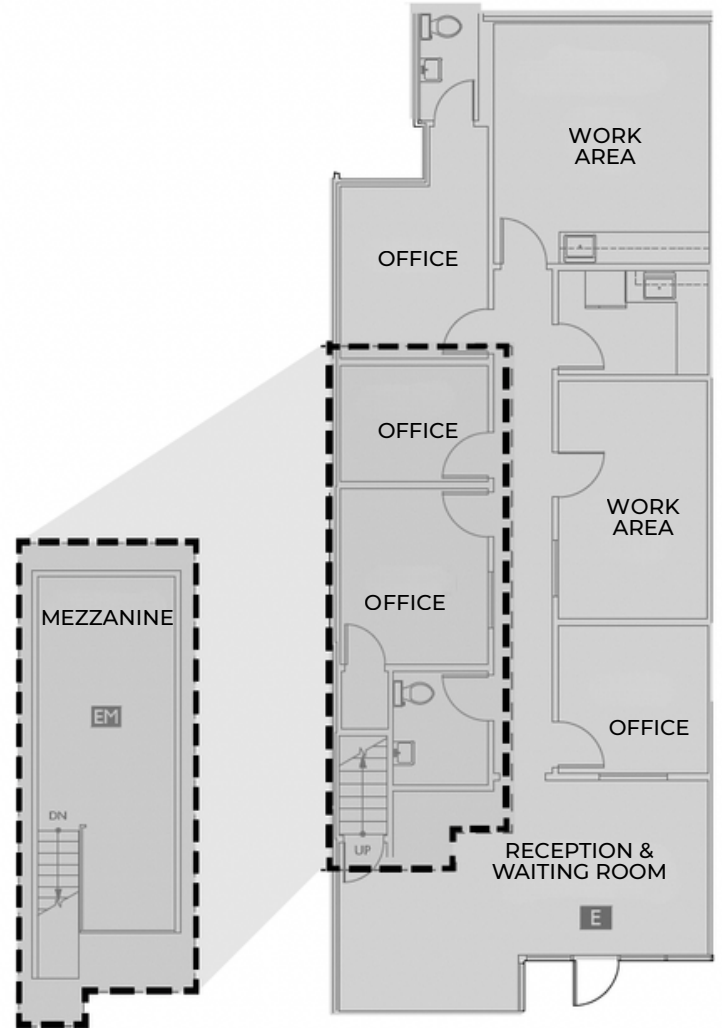 WORK
AREA
OFFICE
OFFICE
WORK
AREA
OFFICE
MEZZANINE
EM
OFFICE
DN
UP
RECEPTION &
WAITING ROOM
E